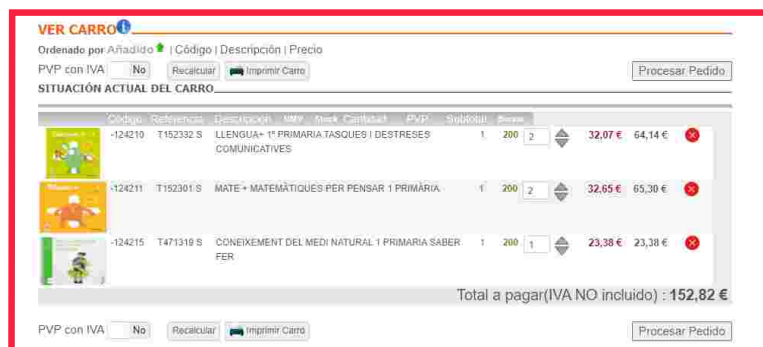 VER CARRO
Ordenado por Añadido | Código | Descripción | Precio
PVP con IVA No Recalcular Imprimir Carro Procesar Pedido
SITUACIÓN ACTUAL DEL CARRO
Código Referencia Descripción Stock Cantidad PVP Subtotal Borrar
-124210 T152332 S LLENGUA+ 1º PRIMARIA TASQUES I DESTRESES 1 200 2 32,07 € 64,14 €
COMUNICATIVES
-124211 T152301 S MATE + MATEMÀTIQUES PER PENSAR 1 PRIMÀRIA 1 200 2 32,65 € 65,30 €
-124215 T471319 S CONEIXEMENT DEL MEDI NATURAL 1 PRIMARIA SABER 1 200 1 23,38 € 23,38 €
FER
Total a pagar(IVA NO incluido) : 152,82 €
PVP con IVA No Recalcular Imprimir Carro Procesar Pedido